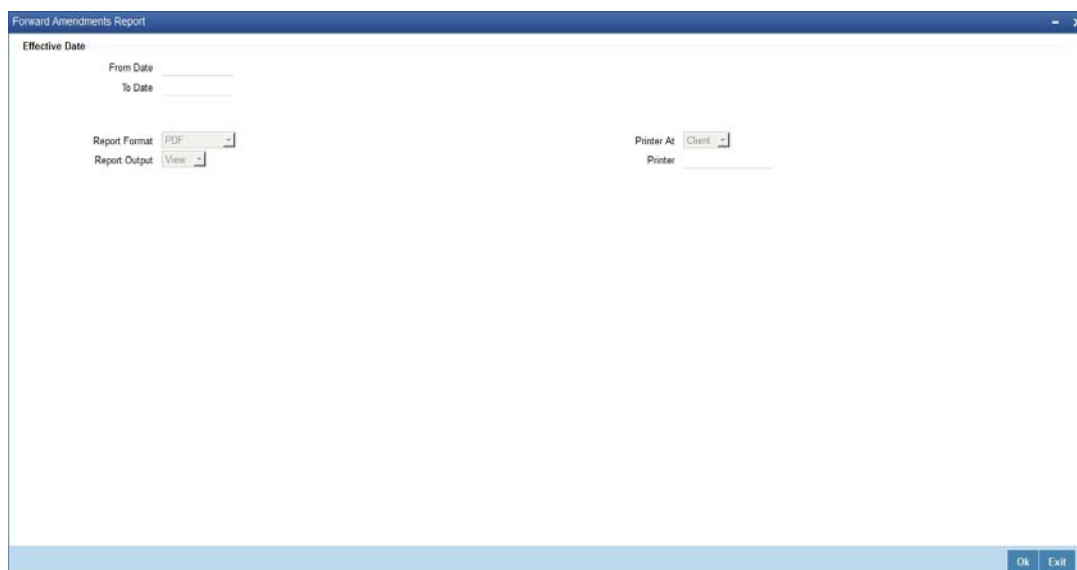 Forward Amendments Report
Effective Date
From Date
To Date
Report Format PDF
Printer At Client
Report Output View
Printer
Ok Exit